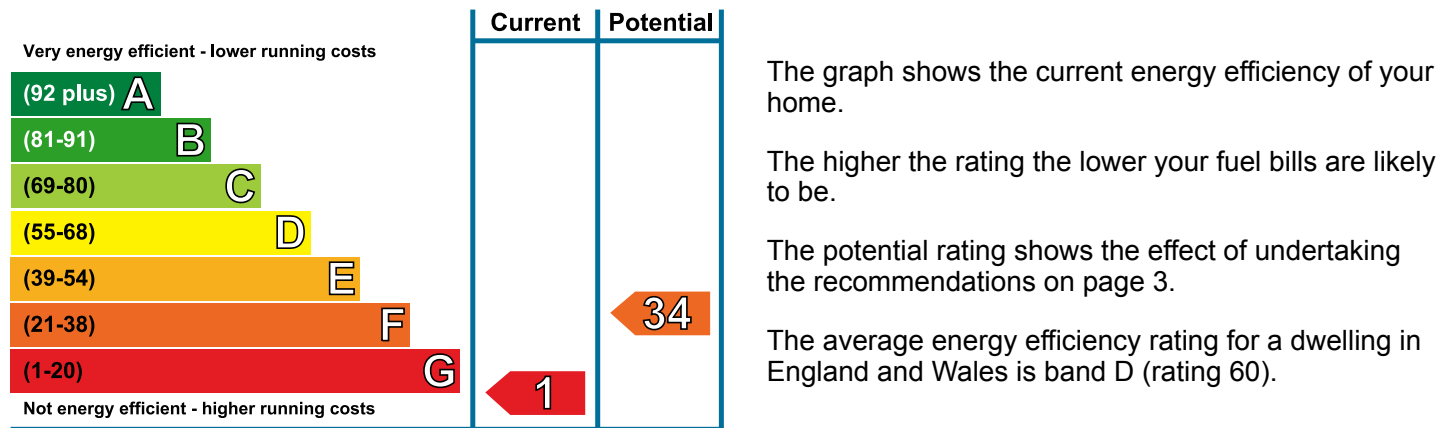 Current Potential
Very energy efficient - lower running costs
(92 plus) A
(81-91) B
(69-80) C
(55-68) D
(39-54) E
(21-38) F
34
(1-20) G
1
Not energy efficient - higher running costs
The graph shows the current energy efficiency of your
home.
The higher the rating the lower your fuel bills are likely
to be.
The potential rating shows the effect of undertaking
the recommendations on page 3.
The average energy efficiency rating for a dwelling in
England and Wales is band D (rating 60).